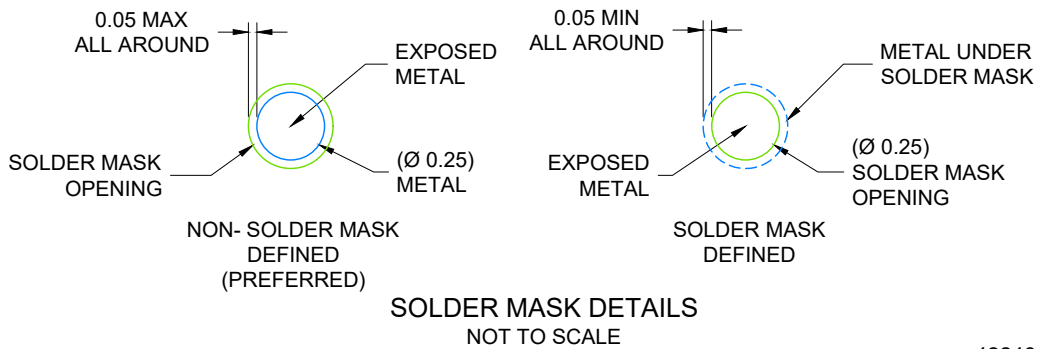 0.05 MAX
ALL AROUND
EXPOSED
METAL
SOLDER MASK
OPENING
(Ø 0.25)
METAL
NON- SOLDER MASK
DEFINED
(PREFERRED)
0.05 MIN
ALL AROUND
METAL UNDER
SOLDER MASK
EXPOSED
METAL
(Ø 0.25)
SOLDER MASK
OPENING
SOLDER MASK
DEFINED
SOLDER MASK DETAILS
NOT TO SCALE